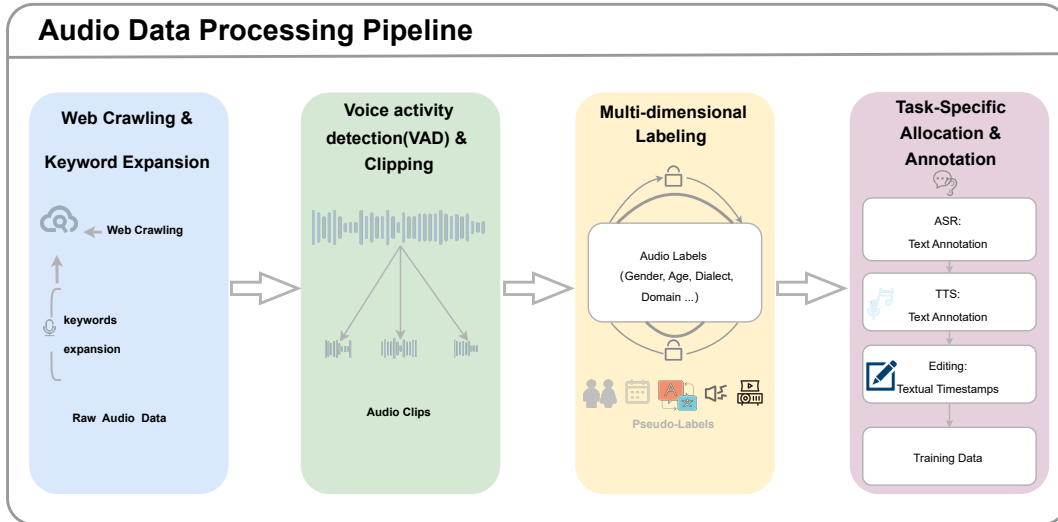 Audio Data Processing Pipeline
Web Crawling &
Keyword Expansion
Web Crawling
keywords
expansion
Raw Audio Data
Voice activity
detection(VAD) &
Clipping
Audio Clips
Multi-dimensional
Labeling
Audio Labels
(Gender, Age, Dialect,
Domain ...)
A
Pseudo-Labels
Task-Specific
Allocation &
Annotation
ASR:
Text Annotation
TTS:
Text Annotation
Editing:
Textual Timestamps
Training Data